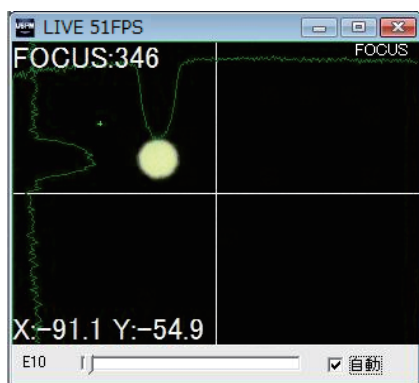 LIVE 51FPS
FOCUS:346
FOCUS
X:-91.1 Y:-54.9
E10
自動